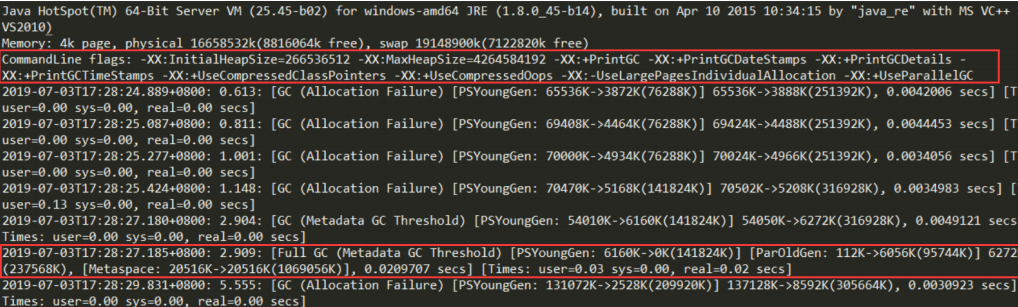 Java HotSpot(TM) 64-Bit Server VM (25.45-b02) for windows-amd64 JRE (1.8.0_45-b14), built on Apr 10 2015 10:34:15 by "java_re" with MS VC++
VS2010)
Memory: 4k page, physical 16658532k(8816064k free), swap 19148900k(7122820k free)
CommandLine flags: -XX:InitialHeapSize=266536512 -XX:MaxHeapSize=4264584192 -XX:+PrintGC -XX:+PrintGCDateStamps -XX:+PrintGCDetails -
XX:+PrintGCTimeStamps -XX:+UseCompressedClassPointers -XX:+UseCompressedOops -XX:-UseLargePagesIndividualAllocation -XX:+UseParallelGC
2019-07-03T17:28:24.889+0800: 0.613: [GC (Allocation Failure) [PSYoungGen: 65536K->3872K(76288K)] 65536K->3888K(251392K), 0.0042006 secs] [T
user=0.00 sys=0.00, real=0.00 secs]
2019-07-03T17:28:25.087+0800: 0.811: [GC (Allocation Failure) [PSYoungGen: 69408K->4464K(76288K)] 69424K->4488K(251392K), 0.0044453 secs] [T
user=0.00 sys=0.00, real=0.00 secs]
2019-07-03T17:28:25.277+0800: 1.001: [GC (Allocation Failure) [PSYoungGen: 70000K->4934K(76288K)] 70024K->4966K(251392K), 0.0034056 secs] [T
user=0.00 sys=0.00, real=0.00 secs]
2019-07-03T17:28:25.424+0800: 1.148: [GC (Allocation Failure) [PSYoungGen: 70470K->5168K(141824K)] 70502K->5208K(316928K), 0.0034983 secs] [
user=0.13 sys=0.00, real=0.00 secs]
2019-07-03T17:28:27.180+0800: 2.904: [GC (Metadata GC Threshold) [PSYoungGen: 54010K->6160K(141824K)] 54050K->6272K(316928K), 0.0049121 secs
Times: user=0.00 sys=0.00, real=0.00 secs]
2019-07-03T17:28:27.185+0800: 2.909: [Full GC (Metadata GC Threshold) [PSYoungGen: 6160K->0K(141824K)] [ParOldGen: 112K->6056K(95744K)] 6272
(237568K), [Metaspace: 20516K->20516K(1069056K)], 0.0209707 secs] [Times: user=0.03 sys=0.00, real=0.02 secs]
2019-07-03T17:28:29.831+0800: 5.555: [GC (Allocation Failure) [PSYoungGen: 131072K->2528K(209920K)] 137128K->8592K(305664K), 0.0030923 secs]
Times: user=0.00 sys=0.00, real=0.00 secs]